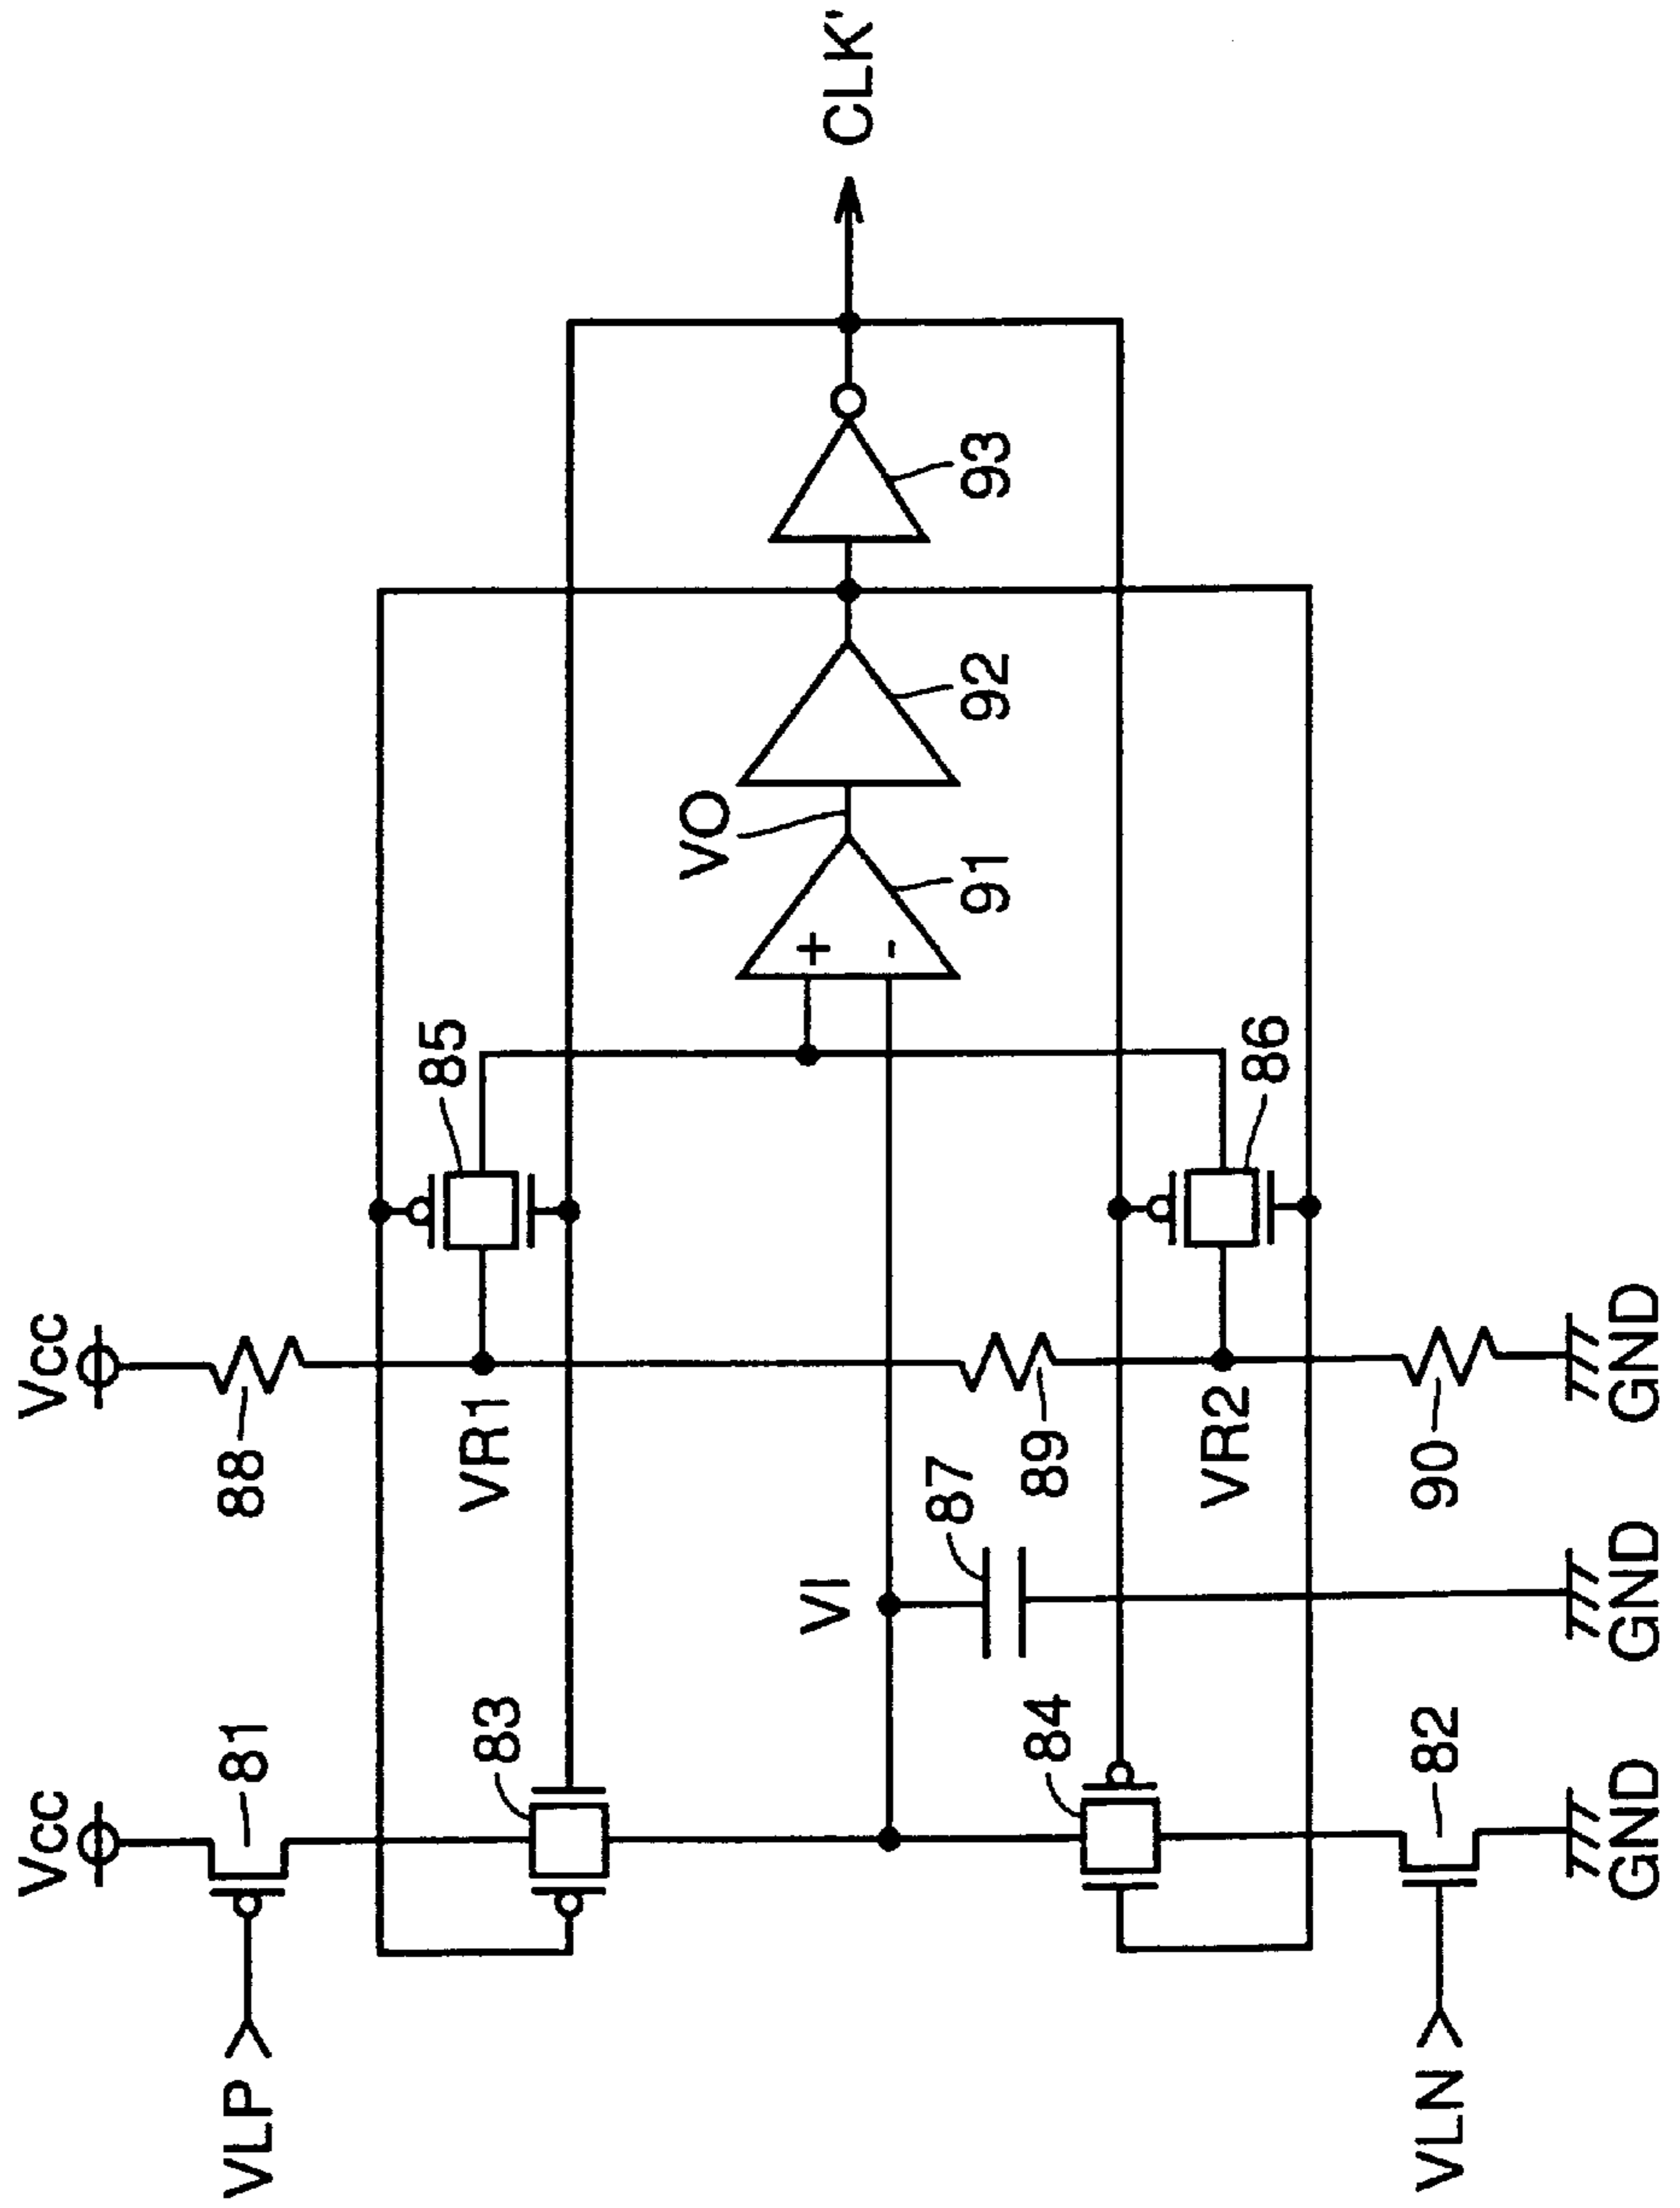 Vcc
Vcc
81
88
VLP
85
83
VR1
VI
VO
CLK'
87
91
92
93
89
84
VR2
86
90
82
VLN
+
-
GND
GND
GND